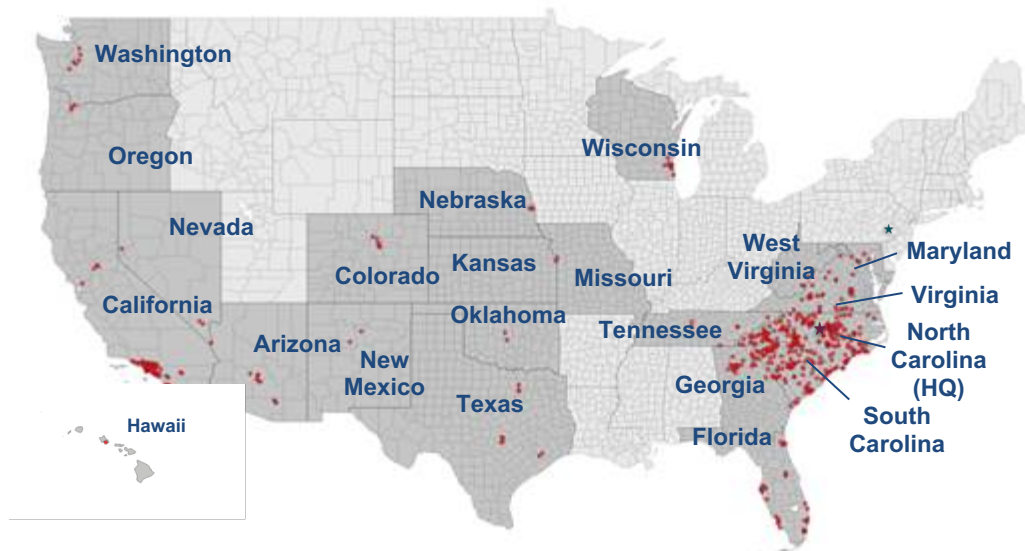 Washington
Oregon
Wisconsin
Nebraska
Nevada
West
Virginia
Maryland
Colorado
Kansas
Missouri
California
Virginia
Oklahoma
Tennessee
Arizona
North
Carolina
(HQ)
New
Mexico
Georgia
Texas
South
Carolina
Florida
Hawaii